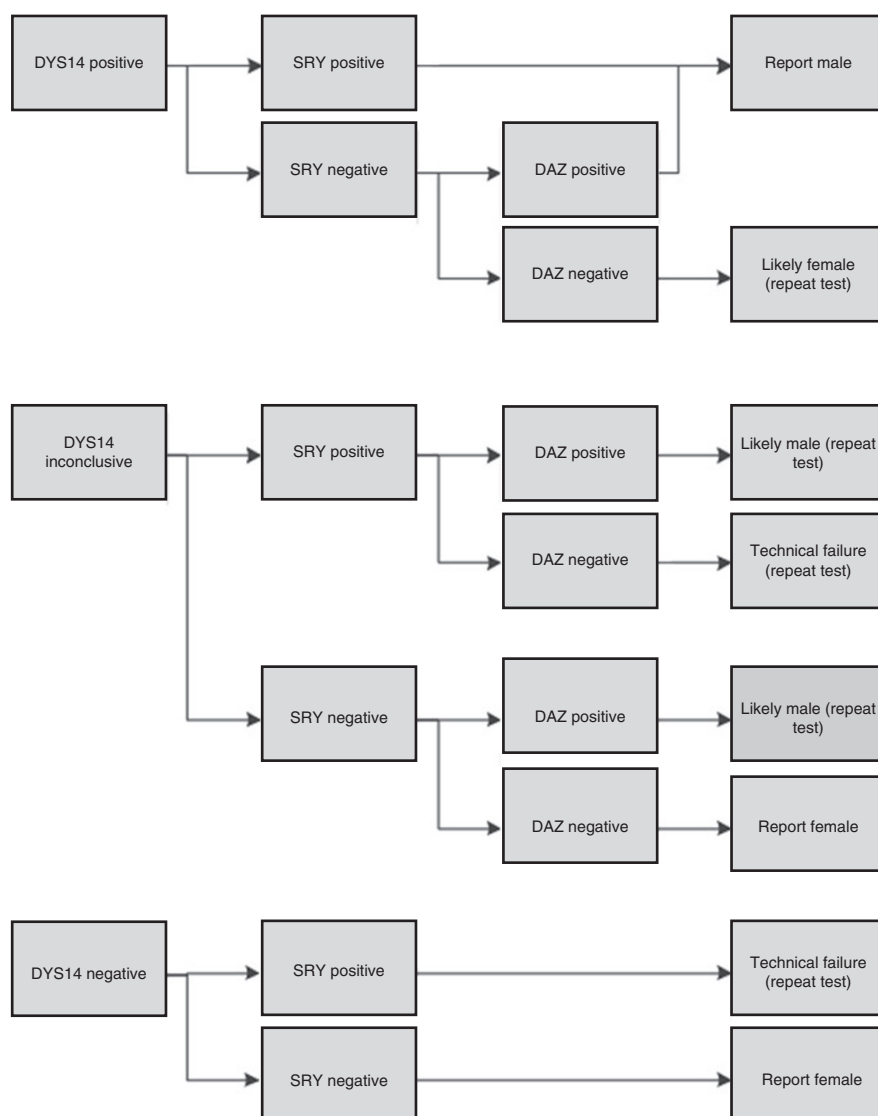 DYS14 positive
SRY positive
Report male
SRY negative
DAZ positive
DAZ negative
Likely female
(repeat test)
DYS14
inconclusive
SRY positive
DAZ positive
Likely male (repeat
test)
DAZ negative
Technical failure
(repeat test)
SRY negative
DAZ positive
Likely male (repeat
test)
DAZ negative
Report female
DYS14 negative
SRY positive
Technical failure
(repeat test)
SRY negative
Report female